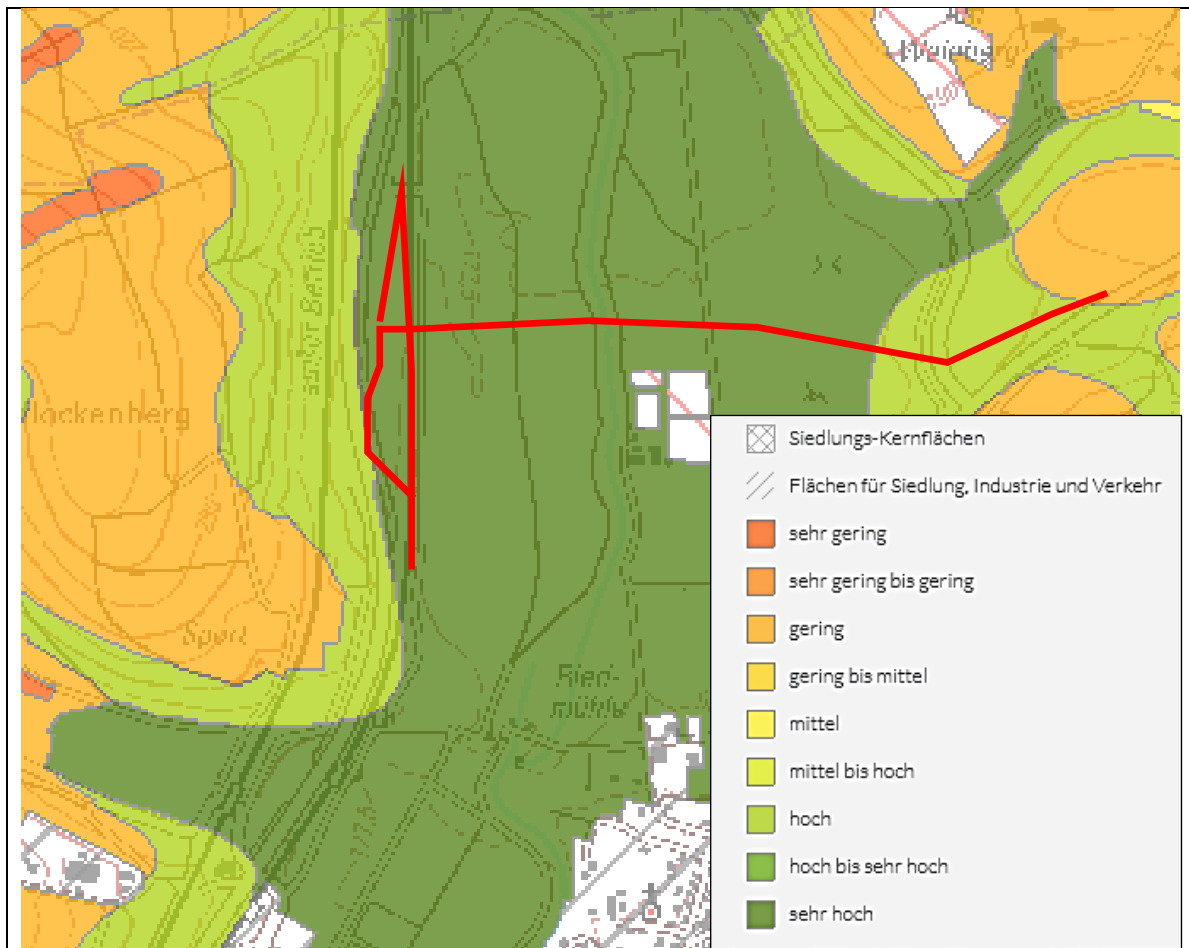 Siedlungs-Kernflächen
Flächen für Siedlung, Industrie und Verkehr
sehr gering
sehr gering bis gering
gering
gering bis mittel
mittel
mittel bis hoch
hoch
hoch bis sehr hoch
sehr hoch